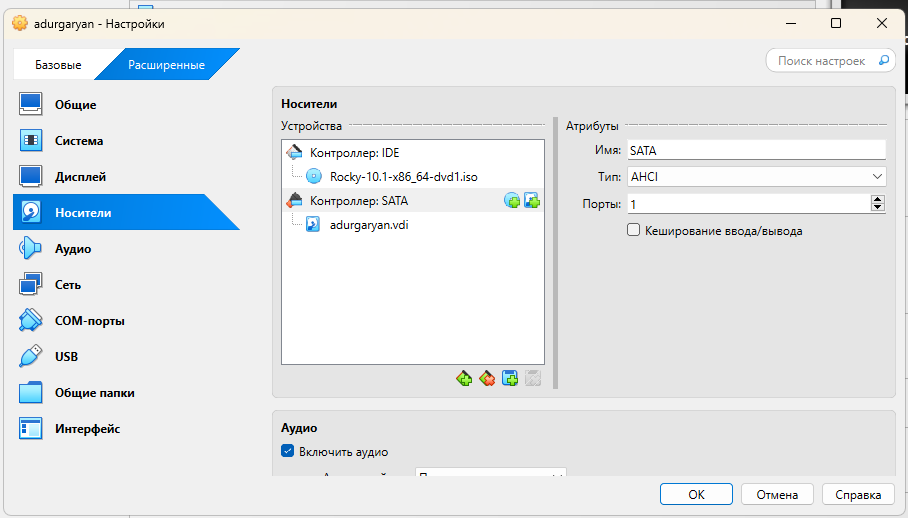 adurgaryan - Настройки
Базовые
Расширенные
Поиск настроек
Общие
Система
Дисплей
Носители
Аудио
Сеть
COM-порты
USB
Общие папки
Интерфейс
Носители
Устройства
Контроллер: IDE
Rocky-10.1-x86_64-dvd1.iso
Контроллер: SATA
adurgaryan.vdi
Атрибуты
Имя: SATA
Тип: AHCI
Порты: 1
Кеширование ввода/вывода
Аудио
Включить аудио
OK
Отмена
Справка